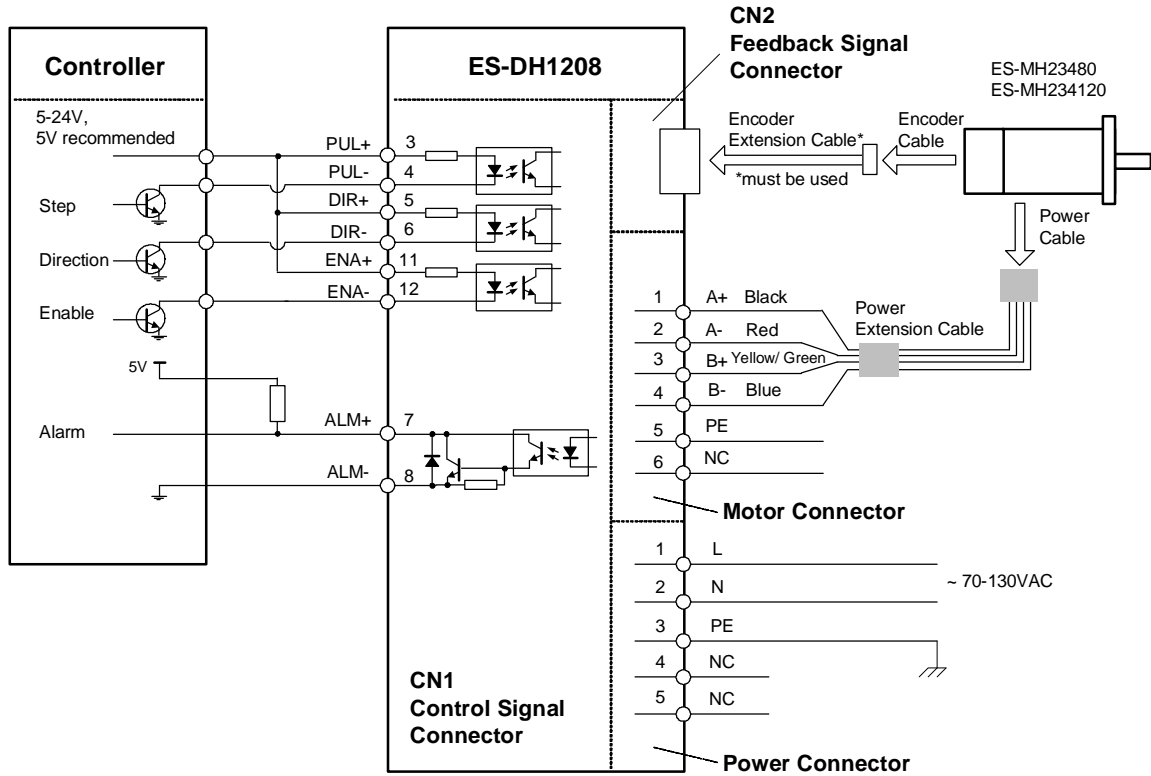 Controller
5-24V,
5V recommended
Step
Direction
Enable
5V
Alarm
PUL+
PUL-
DIR+
DIR-
ENA+
ENA-
ALM+
ALM-
ES-DH1208
3
4
5
6
11
12
7
8
CN1
Control Signal
Connector
CN2
Feedback Signal
Connector
Encoder
Extension Cable*
*must be used
Encoder
Cable
ES-MH23480
ES-MH234120
Power
Cable
Power
Extension Cable
1 A+ Black
2 A- Red
3 B+ Yellow/ Green
4 B- Blue
5 PE
6 NC
Motor Connector
1 L
2 N
~ 70-130VAC
3 PE
4 NC
5 NC
Power Connector